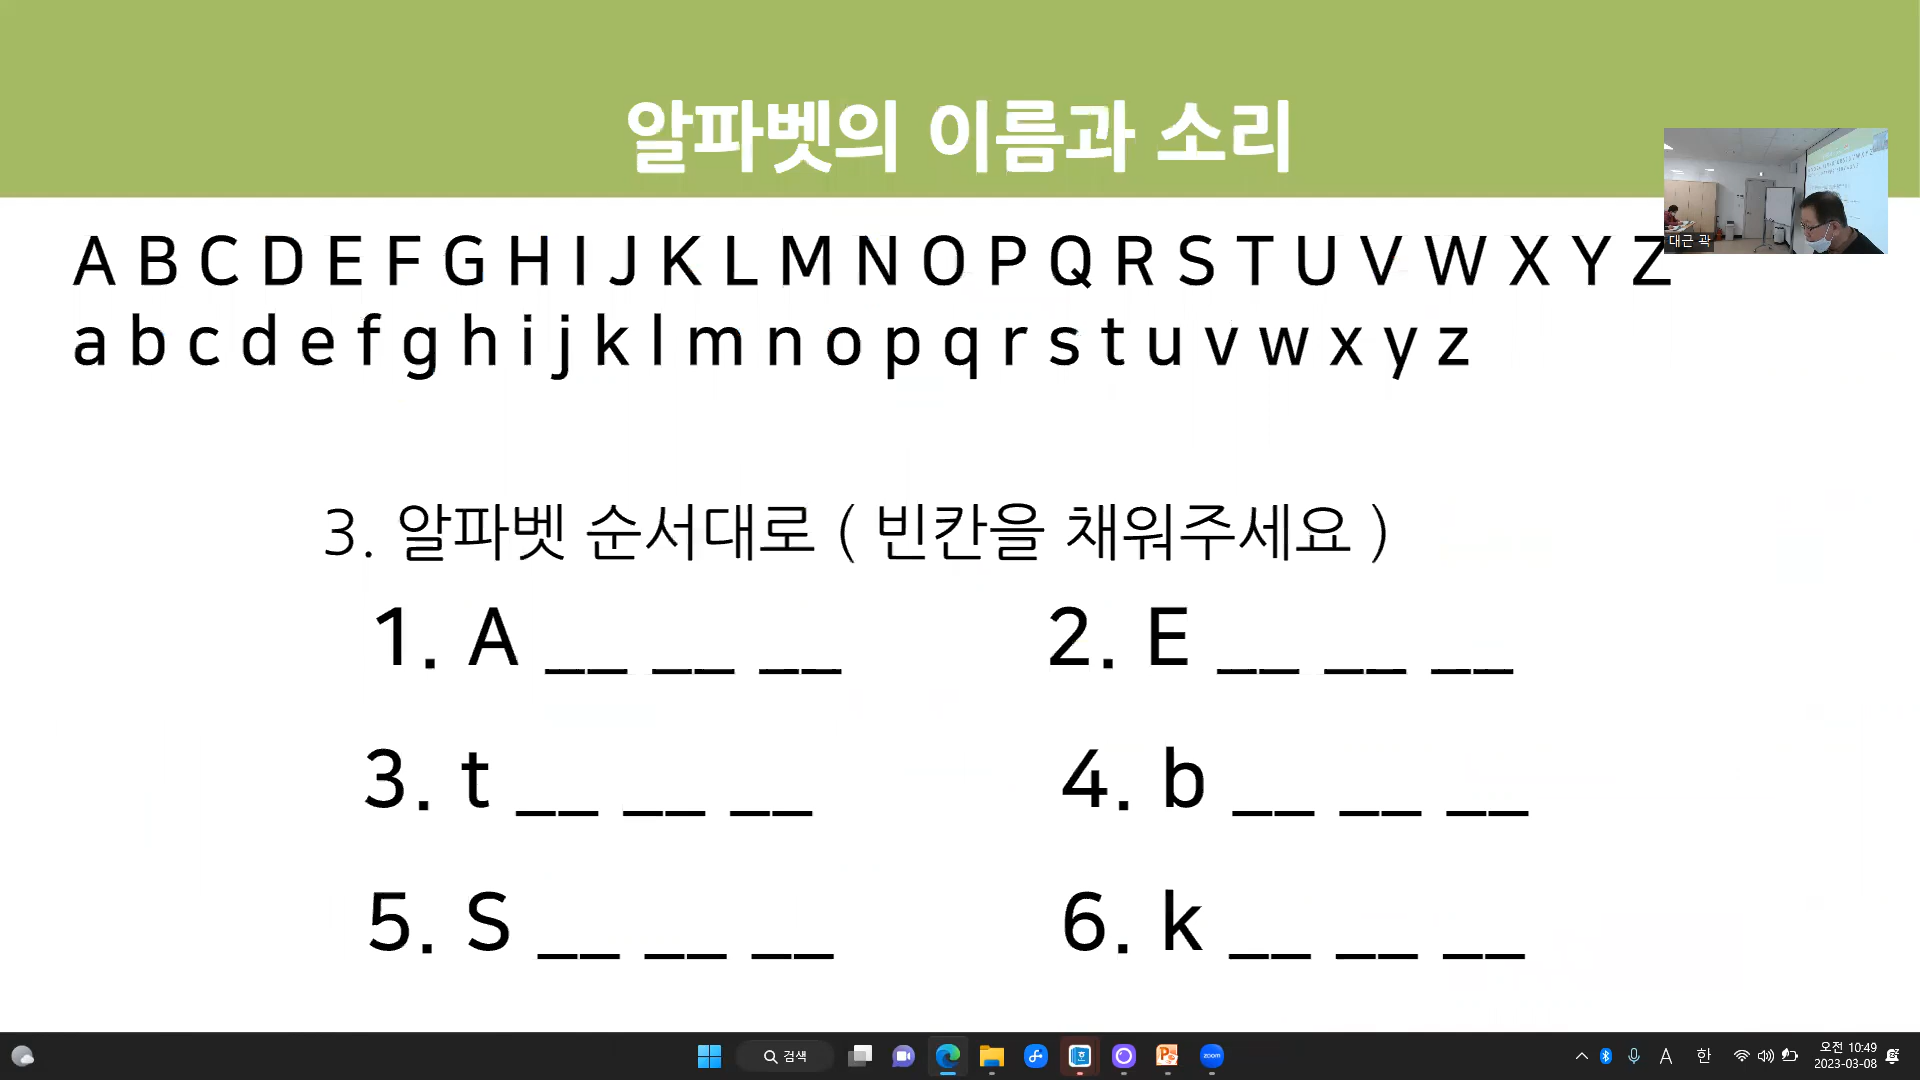 알파벳의 이름과 소리
A B C D E F G H I J K L M N O P Q R S T U V W X Y Z
a b c d e f g h i j k l m n o p q r s t u v w x y z
대근 곽
3. 알파벳 순서대로 ( 빈칸을 채워주세요 )
1. A __ __ __
2. E __ __ __
3. t __ __ __
4. b __ __ __
5. S __ __ __
6. k __ __ __
검색
zoom
A
한
오전 10:49
2023-03-08